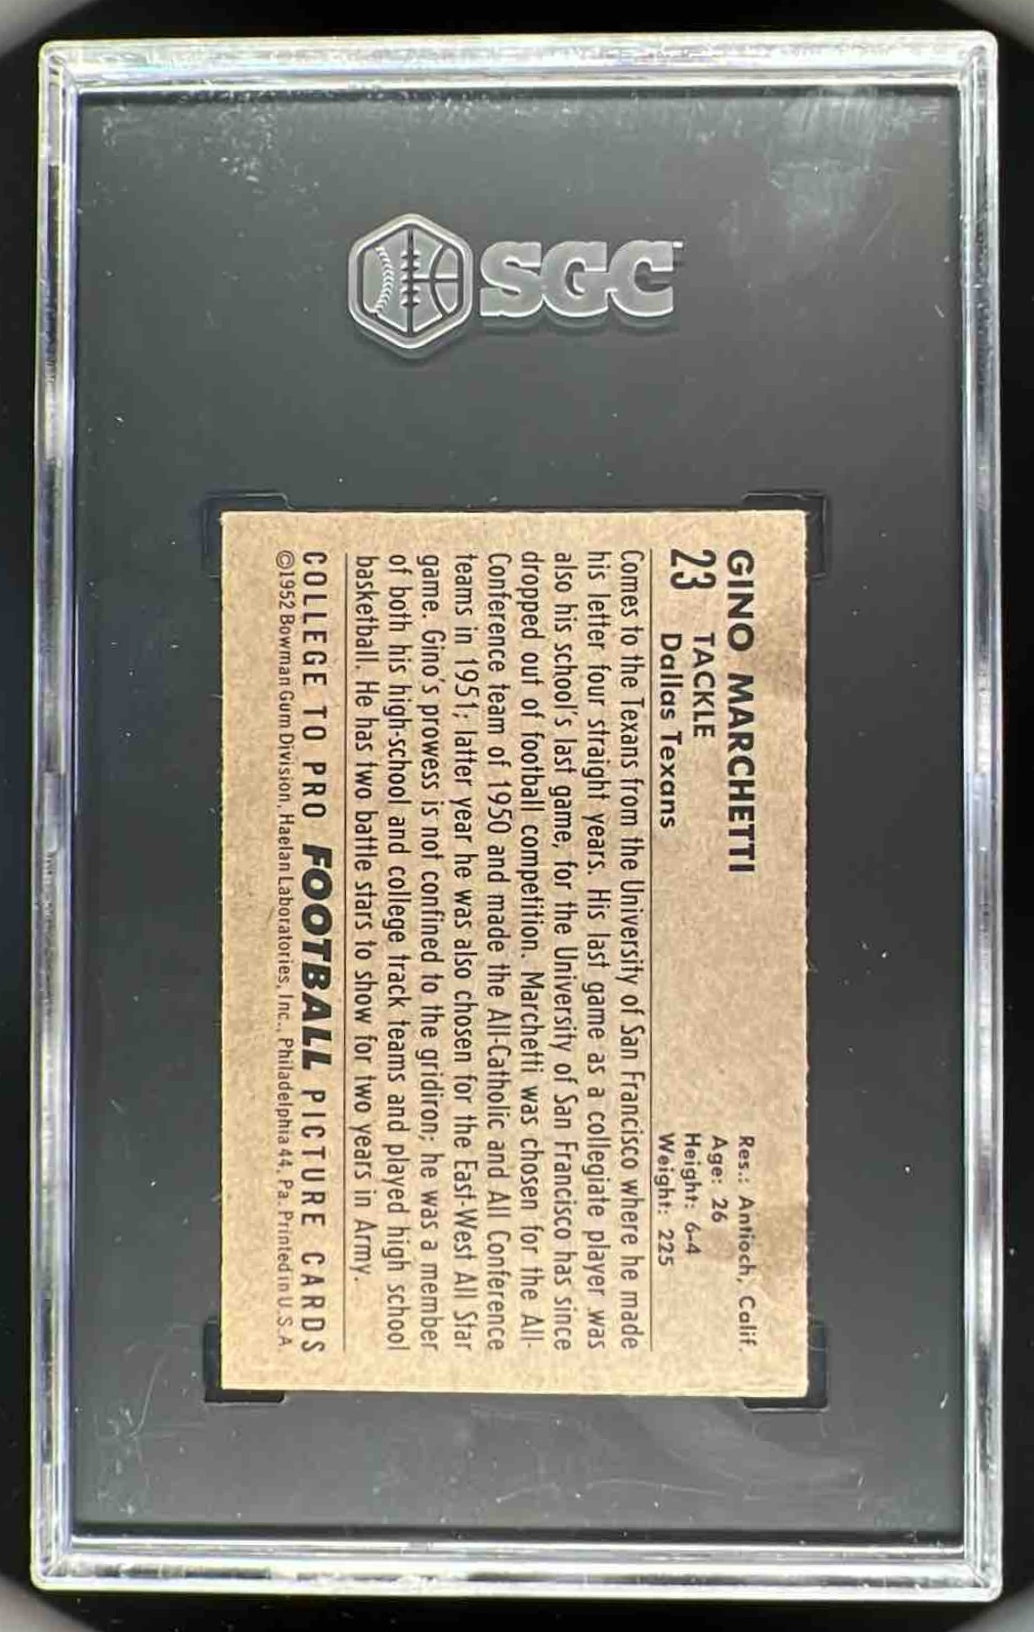 SGC
GINO MARCHETTI
23 TACKLE
Dallas Texans
Res.: Antioch, Calif.
Age: 26
Height: 6-4
Weight: 225
Comes to the Texans from the University of San Francisco where he made
his letter four straight years. His last game as a collegiate player was
also his school's last game, for the University of San Francisco has since
dropped out of football competition. Marchetti was chosen for the All-
Conference team of 1950 and made the All-Catholic and All Conference
teams in 1951; latter year he was also chosen for the East-West All Star
game. Gino's prowess is not confined to the gridiron; he was a member
of both his high-school and college track teams and played high school
basketball. He has two battle stars to show for two years in Army.
COLLEGE TO PRO FOOTBALL PICTURE CARDS
©1952 Bowman Gum Division, Haelan Laboratories, Inc., Philadelphia 44, Pa. Printed in U.S.A.